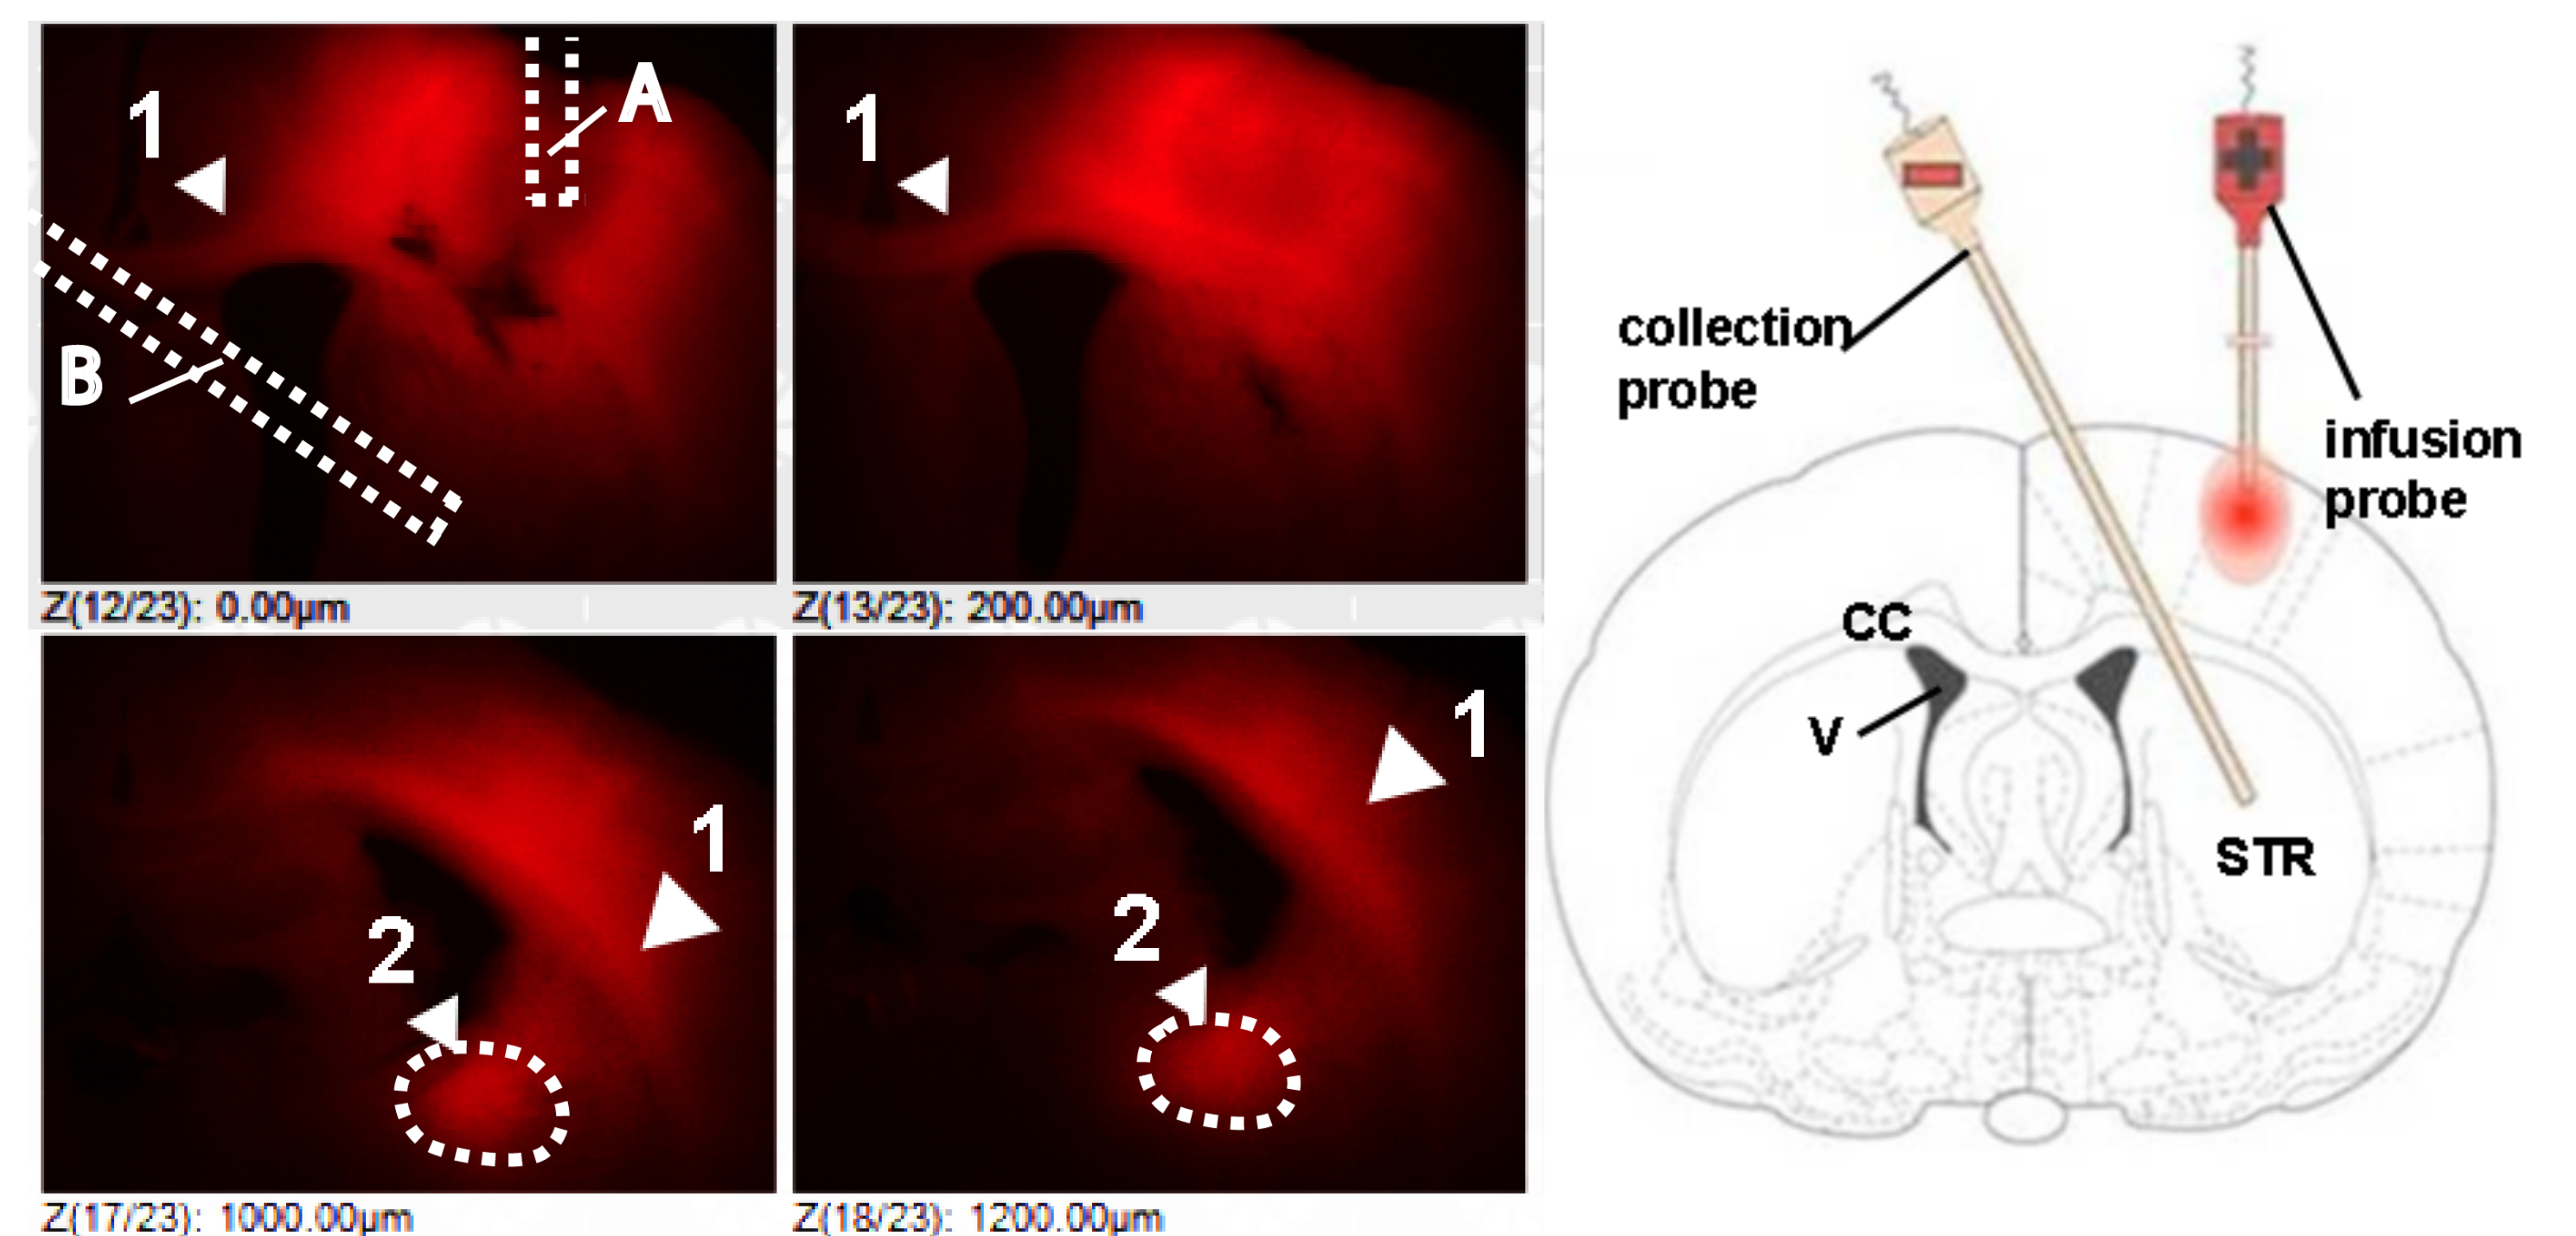 1
A
B
Z(12/23): 0.00µm
1
Z(13/23): 200.00µm
1
2
Z(17/23): 1000.00µm
1
2
Z(18/23): 1200.00µm
collection
probe
infusion
probe
CC
V
STR